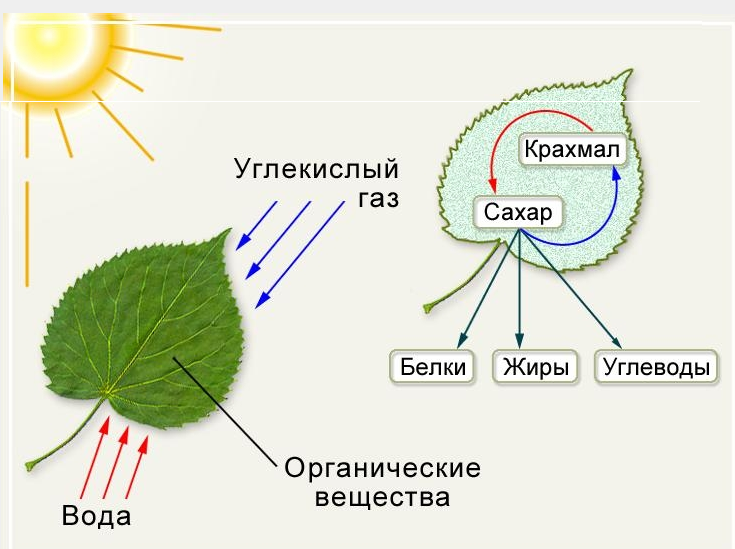 Углекислый
газ
Крахмал
Сахар
Белки
Жиры
Углеводы
Органические
вещества
Вода